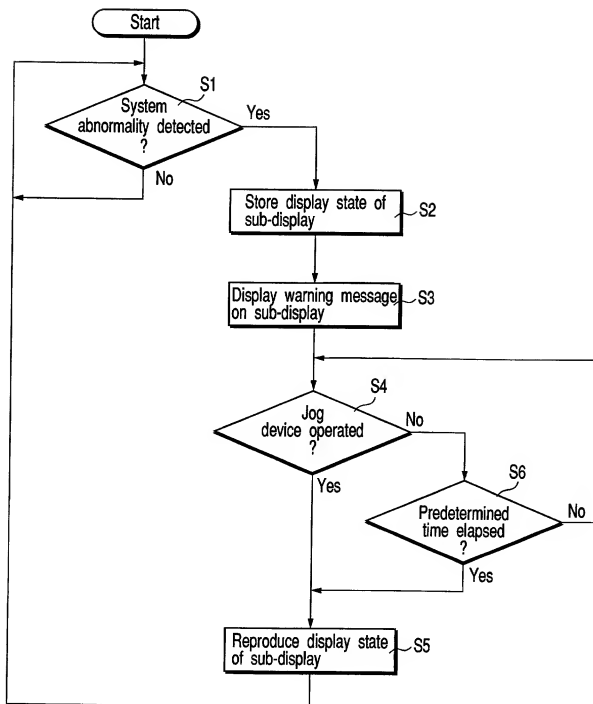 Start
S1
System
abnormality detected
?
Yes
No
Store display state of
sub-display
S2
Display warning message
on sub-display
S3
S4
Jog
device operated
?
No
Yes
S6
Predetermined
time elapsed
?
No
Yes
Reproduce display state
of sub-display
S5